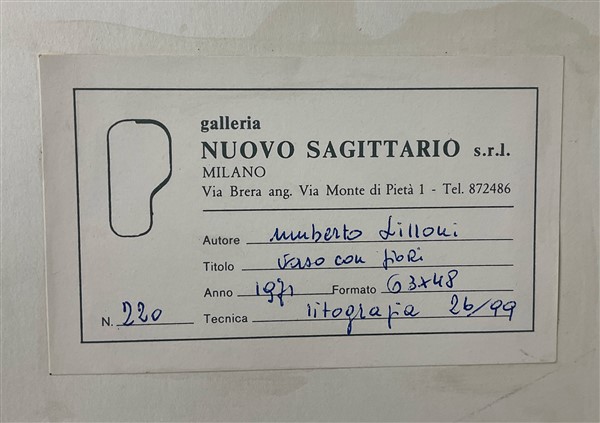 galleria
NUOVO SAGITTARIO s.r.l.
MILANO
Via Brera ang. Via Monte di Pietà 1 - Tel. 872486
Autore umberto Lilloni
Titolo vaso con fiori
Anno 1971 Formato 63x48
N. 220 Tecnica litografia 26/99